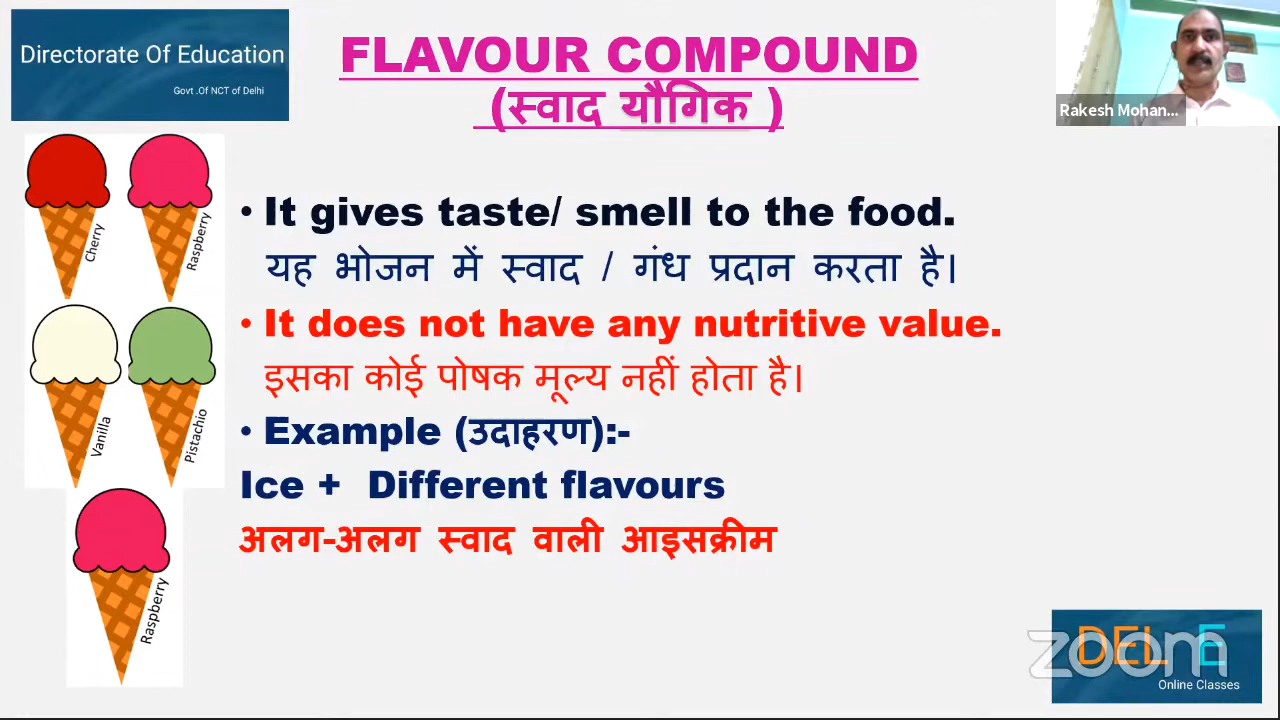 Directorate Of Education
Govt .Of NCT of Delhi
FLAVOUR COMPOUND
(स्वाद यौगिक )
Rakesh Mohan...
Cherry
Raspberry
Vanilla
Pistachio
Raspberry
• It gives taste/ smell to the food.
यह भोजन में स्वाद / गंध प्रदान करता है।
• It does not have any nutritive value.
इसका कोई पोषक मूल्य नहीं होता है।
• Example (उदाहरण):-
Ice + Different flavours
अलग-अलग स्वाद वाली आइसक्रीम
zoom
DEL E
Online Classes